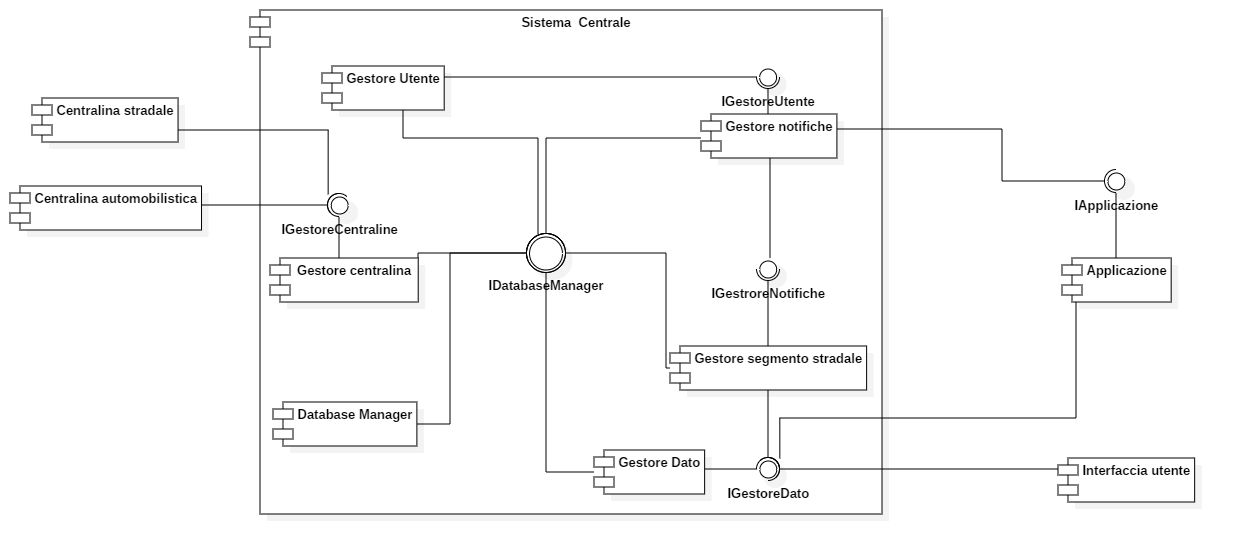 Sistema Centrale
Gestore Utente
IGestoreUtente
Centralina stradale
Gestore notifiche
Centralina automobilistica
IApplicazione
IGestoreCentraline
Gestore centralina
Applicazione
IDatabaseManager
IGestroreNotifiche
Gestore segmento stradale
Database Manager
Gestore Dato
Interfaccia utente
IGestoreDato